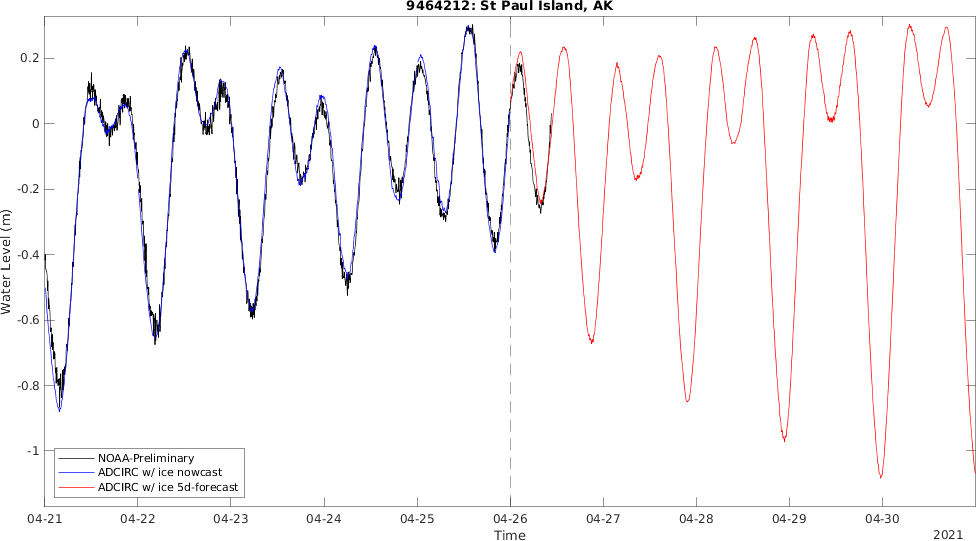 9464212: St Paul Island, AK
Water Level (m)
0.2
0
-0.2
-0.4
-0.6
-0.8
-1
NOAA-Preliminary
ADCIRC w/ ice nowcast
ADCIRC w/ ice 5d-forecast
04-21 04-22 04-23 04-24 04-25 04-26 04-27 04-28 04-29 04-30
Time
2021